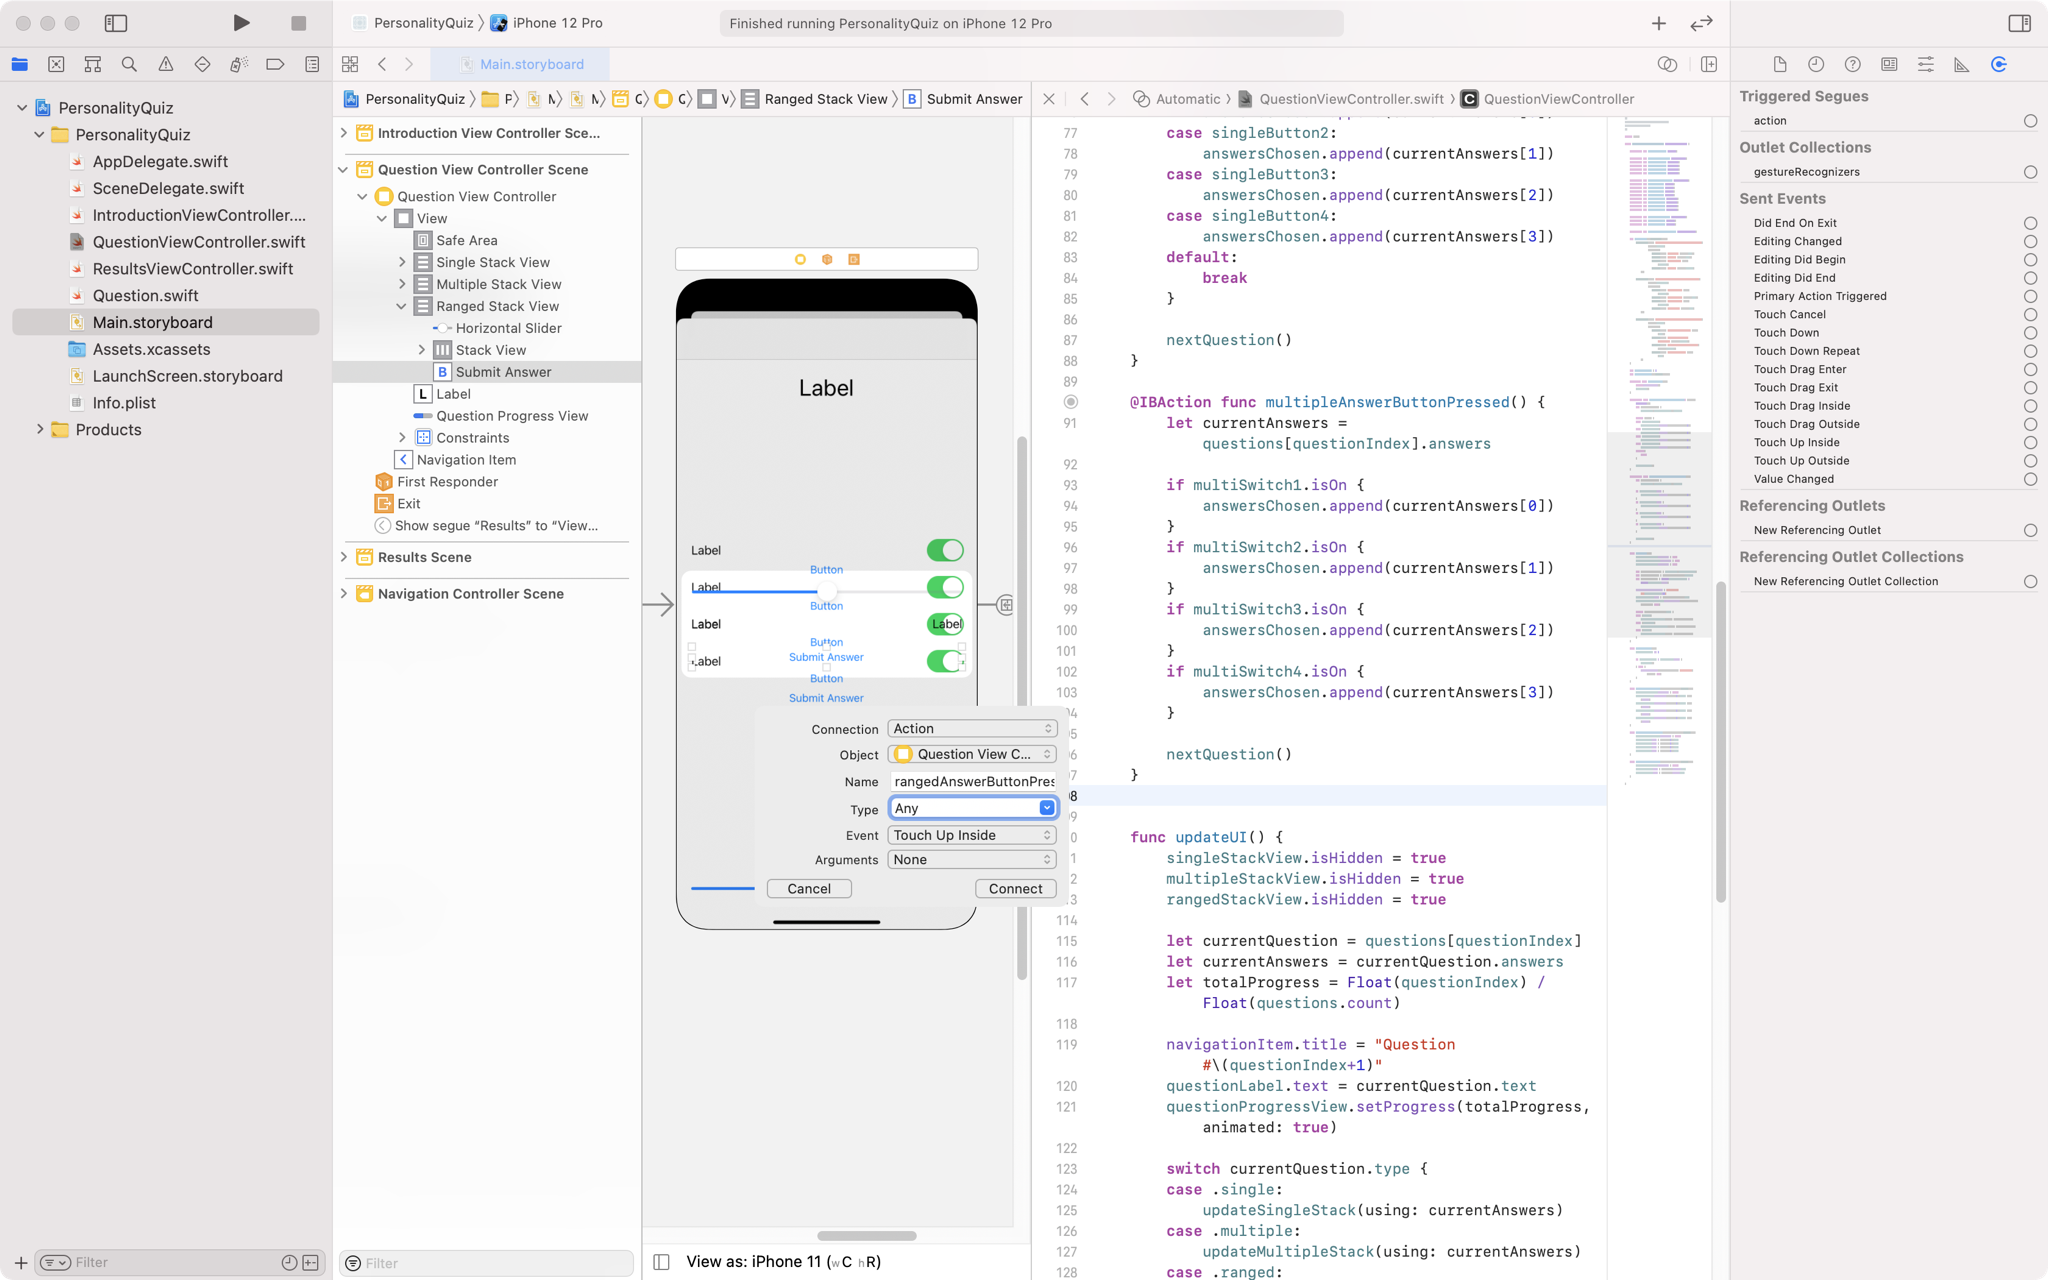 PersonalityQuiz
iPhone 12 Pro
Finished running PersonalityQuiz on iPhone 12 Pro
Main.storyboard
PersonalityQuiz
PersonalityQuiz
AppDelegate.swift
SceneDelegate.swift
IntroductionViewController....
QuestionViewController.swift
ResultsViewController.swift
Question.swift
Main.storyboard
Assets.xcassets
LaunchScreen.storyboard
Info.plist
Products
Filter
PersonalityQuiz
Ranged Stack View
B
Submit Answer
Introduction View Controller Sce...
Question View Controller Scene
Question View Controller
View
Safe Area
Single Stack View
Multiple Stack View
Ranged Stack View
Horizontal Slider
Stack View
B Submit Answer
L Label
Question Progress View
Constraints
Navigation Item
First Responder
Exit
Show segue “Results” to “View...
Results Scene
Navigation Controller Scene
Filter
Label
Label
Button
Label
Button
Label
Label
Button
Label
Submit Answer
Button
Submit Answer
Connection Action
Object Question View C...
Name rangedAnswerButtonPres
Type Any
Event Touch Up Inside
Arguments None
Cancel
Connect
View as: iPhone 11 (wC hR)
Automatic
QuestionViewController.swift
C QuestionViewController
77 case singleButton2:
78 answersChosen.append(currentAnswers[1])
79 case singleButton3:
80 answersChosen.append(currentAnswers[2])
81 case singleButton4:
82 answersChosen.append(currentAnswers[3])
83 default:
84 break
85 }
86
87 nextQuestion()
88 }
89
@IBAction func multipleAnswerButtonPressed() {
91 let currentAnswers =
questions[questionIndex].answers
92
93 if multiSwitch1.isOn {
94 answersChosen.append(currentAnswers[0])
95 }
96 if multiSwitch2.isOn {
97 answersChosen.append(currentAnswers[1])
98 }
99 if multiSwitch3.isOn {
100 answersChosen.append(currentAnswers[2])
101 }
102 if multiSwitch4.isOn {
103 answersChosen.append(currentAnswers[3])
}
nextQuestion()
}
func updateUI() {
singleStackView.isHidden = true
multipleStackView.isHidden = true
rangedStackView.isHidden = true
114
115 let currentQuestion = questions[questionIndex]
116 let currentAnswers = currentQuestion.answers
117 let totalProgress = Float(questionIndex) /
Float(questions.count)
118
119 navigationItem.title = "Question
#\(questionIndex+1)"
120 questionLabel.text = currentQuestion.text
121 questionProgressView.setProgress(totalProgress,
animated: true)
122
123 switch currentQuestion.type {
124 case .single:
125 updateSingleStack(using: currentAnswers)
126 case .multiple:
127 updateMultipleStack(using: currentAnswers)
128 case .ranged:
Triggered Segues
action
Outlet Collections
gestureRecognizers
Sent Events
Did End On Exit
Editing Changed
Editing Did Begin
Editing Did End
Primary Action Triggered
Touch Cancel
Touch Down
Touch Down Repeat
Touch Drag Enter
Touch Drag Exit
Touch Drag Inside
Touch Drag Outside
Touch Up Inside
Touch Up Outside
Value Changed
Referencing Outlets
New Referencing Outlet
Referencing Outlet Collections
New Referencing Outlet Collection